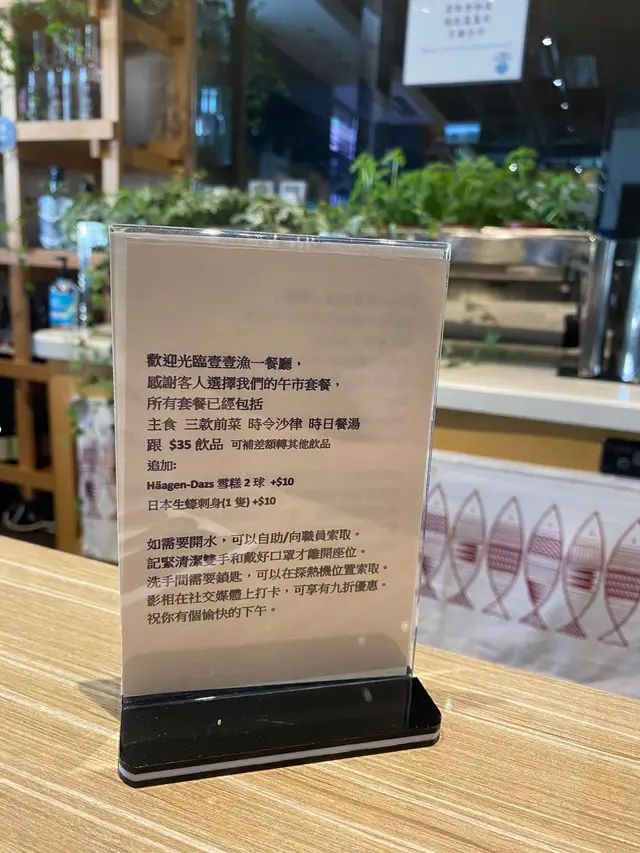 歡迎光臨壹壹漁一餐廳，
感謝客人選擇我們的午市套餐，
所有套餐已經包括
主食 三款前菜 時令沙律 時日餐湯
跟 $35 飲品 可補差額轉其他飲品
追加:
Häagen-Dazs 雪糕 2 球 +$10
日本生蠔刺身(1 隻) +$10
如需要開水，可以自助/向職員索取。
記緊清潔雙手和戴好口罩才離開座位。
洗手間需要鎖匙，可以在探熱機位置索取。
影相在社交媒體上打卡，可享有九折優惠。
祝你有個愉快的下午。